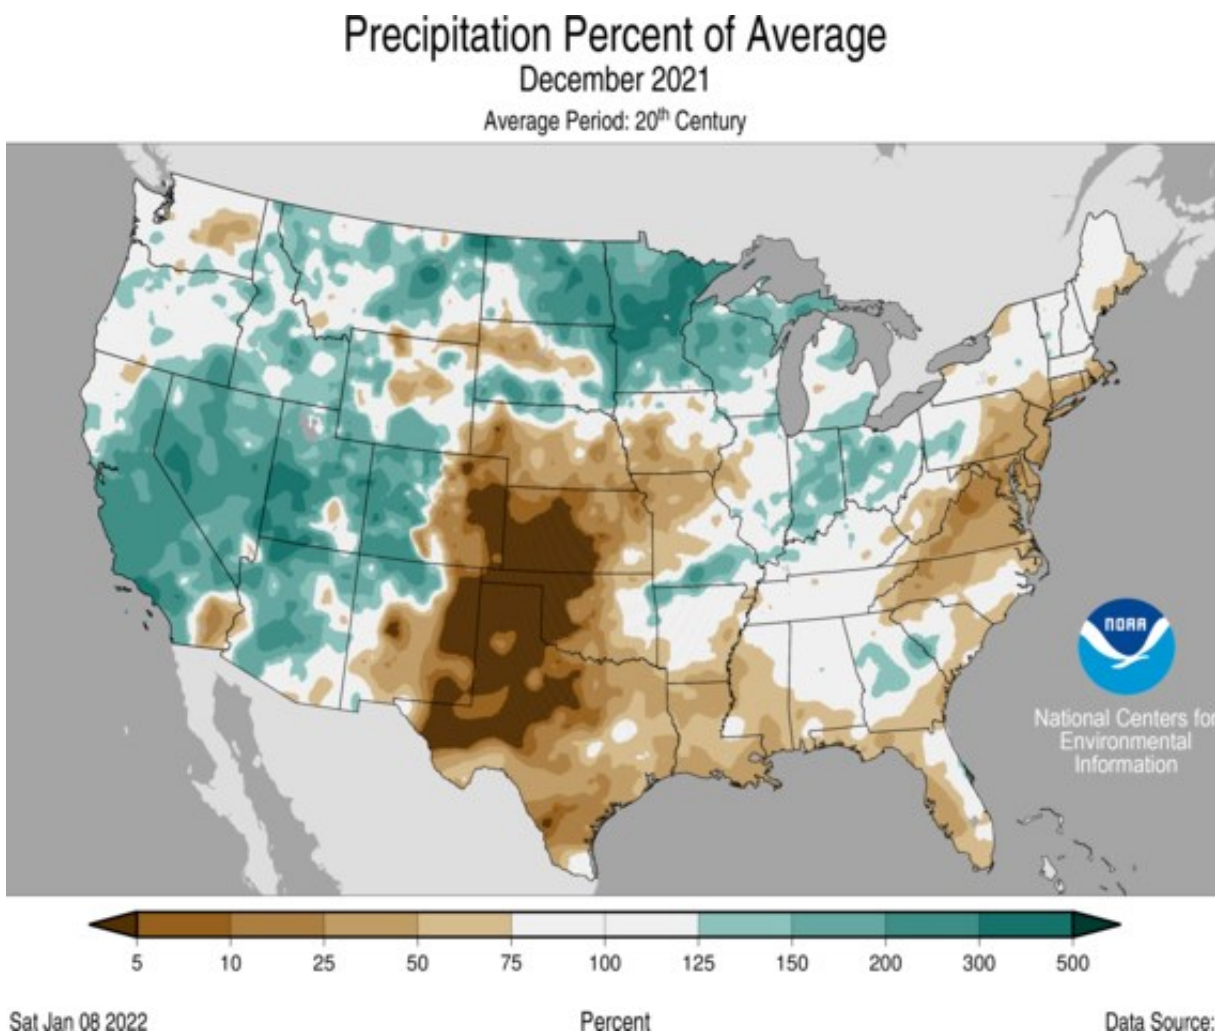 Precipitation Percent of Average
December 2021
Average Period: 20th Century
NOAA
National Centers for
Environmental
Information
5 10 25 50 75 100 125 150 200 300 500
Sat Jan 08 2022 Percent Data Source: